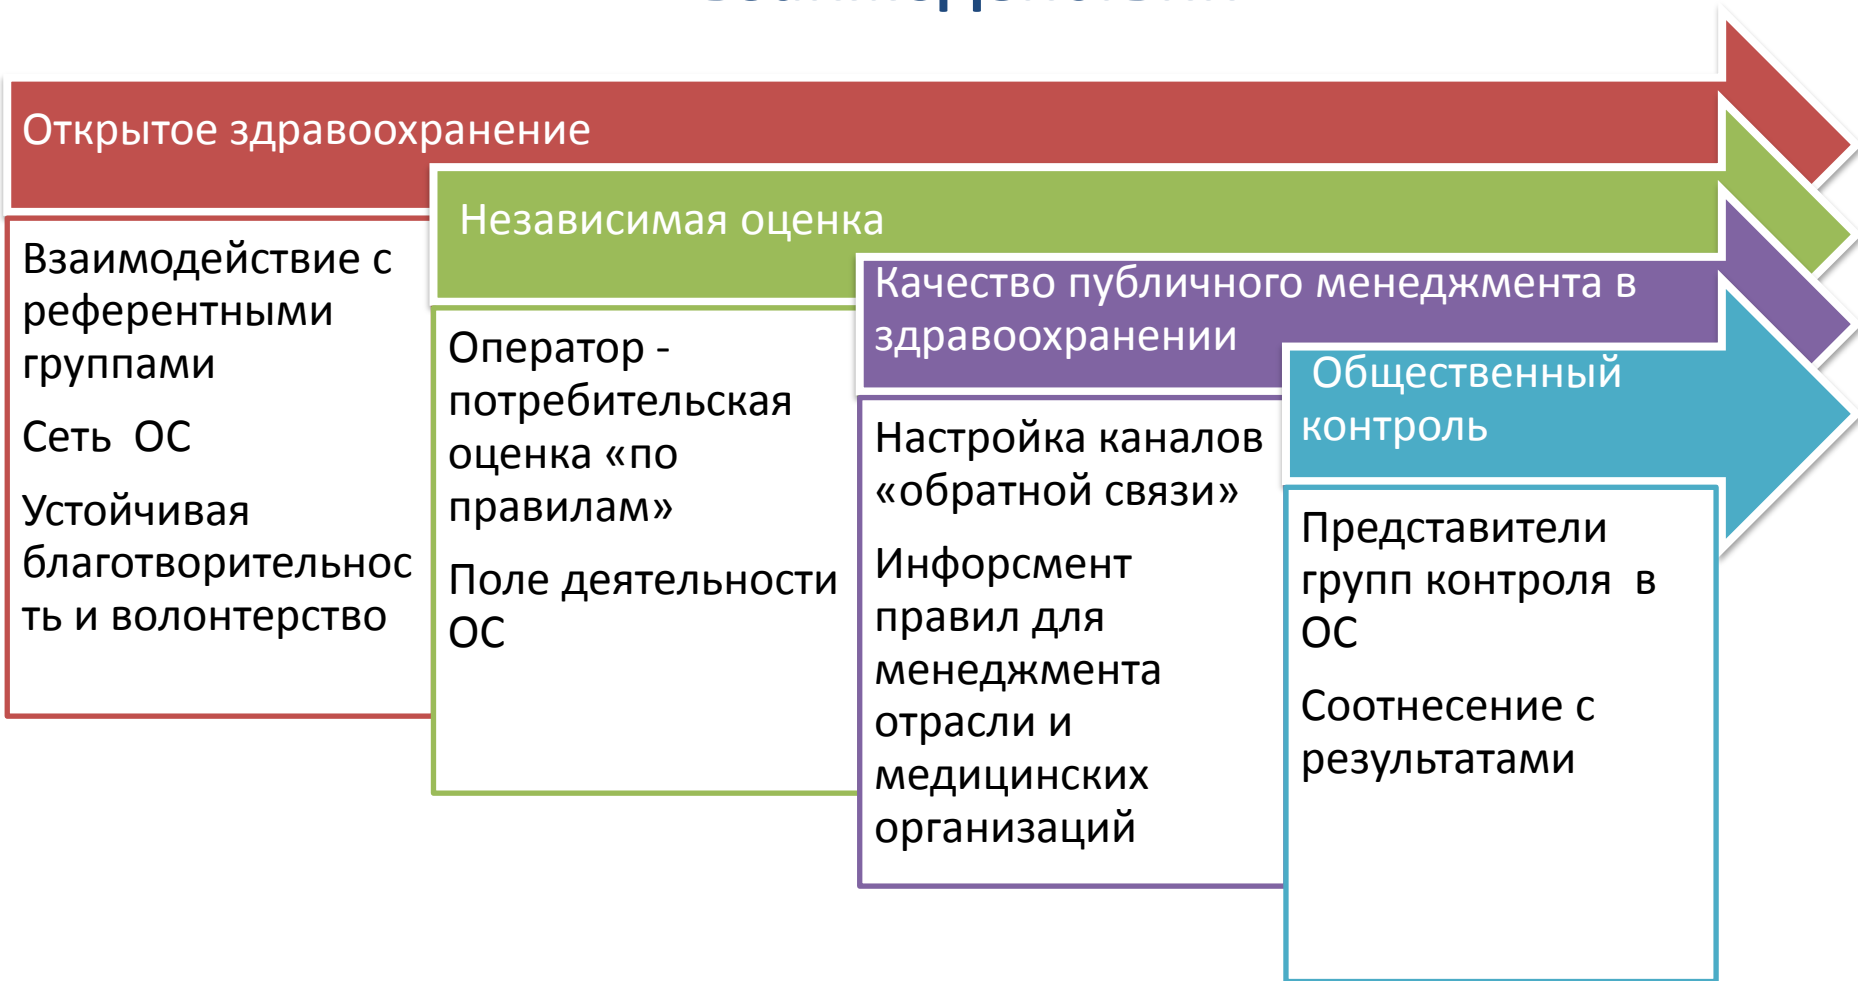 Открытое здравоохранение
Взаимодействие с
референтными
группами
Сеть ОС
Устойчивая
благотворительнос
ть и волонтерство
Независимая оценка
Оператор -
потребительская
оценка «по
правилам»
Поле деятельности
ОС
Качество публичного менеджмента в
здравоохранении
Настройка каналов
«обратной связи»
Инфорсмент
правил для
менеджмента
отрасли и
медицинских
организаций
Общественный
контроль
Представители
групп контроля в
ОС
Соотнесение с
результатами